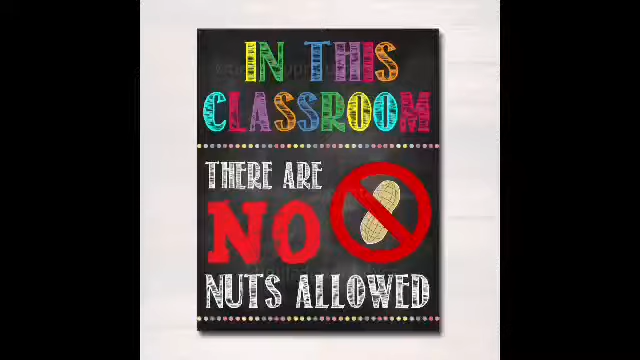 IN THIS
CLASSROOM
THERE ARE
NO
NUTS ALLOWED